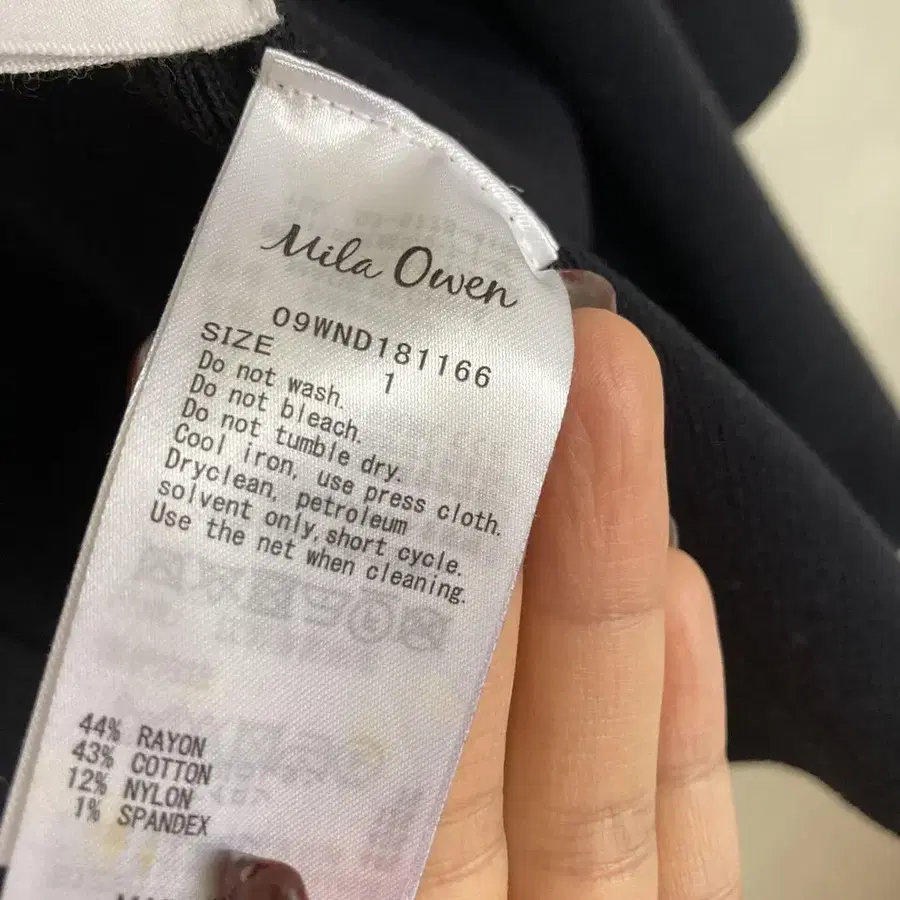 Mila Owen
09WND181166
SIZE 1
Do not wash.
Do not bleach.
Do not tumble dry.
Cool iron, use press cloth.
Dryclean, petroleum
solvent only, short cycle.
Use the net when cleaning.
44% RAYON
43% COTTON
12% NYLON
1% SPANDEX